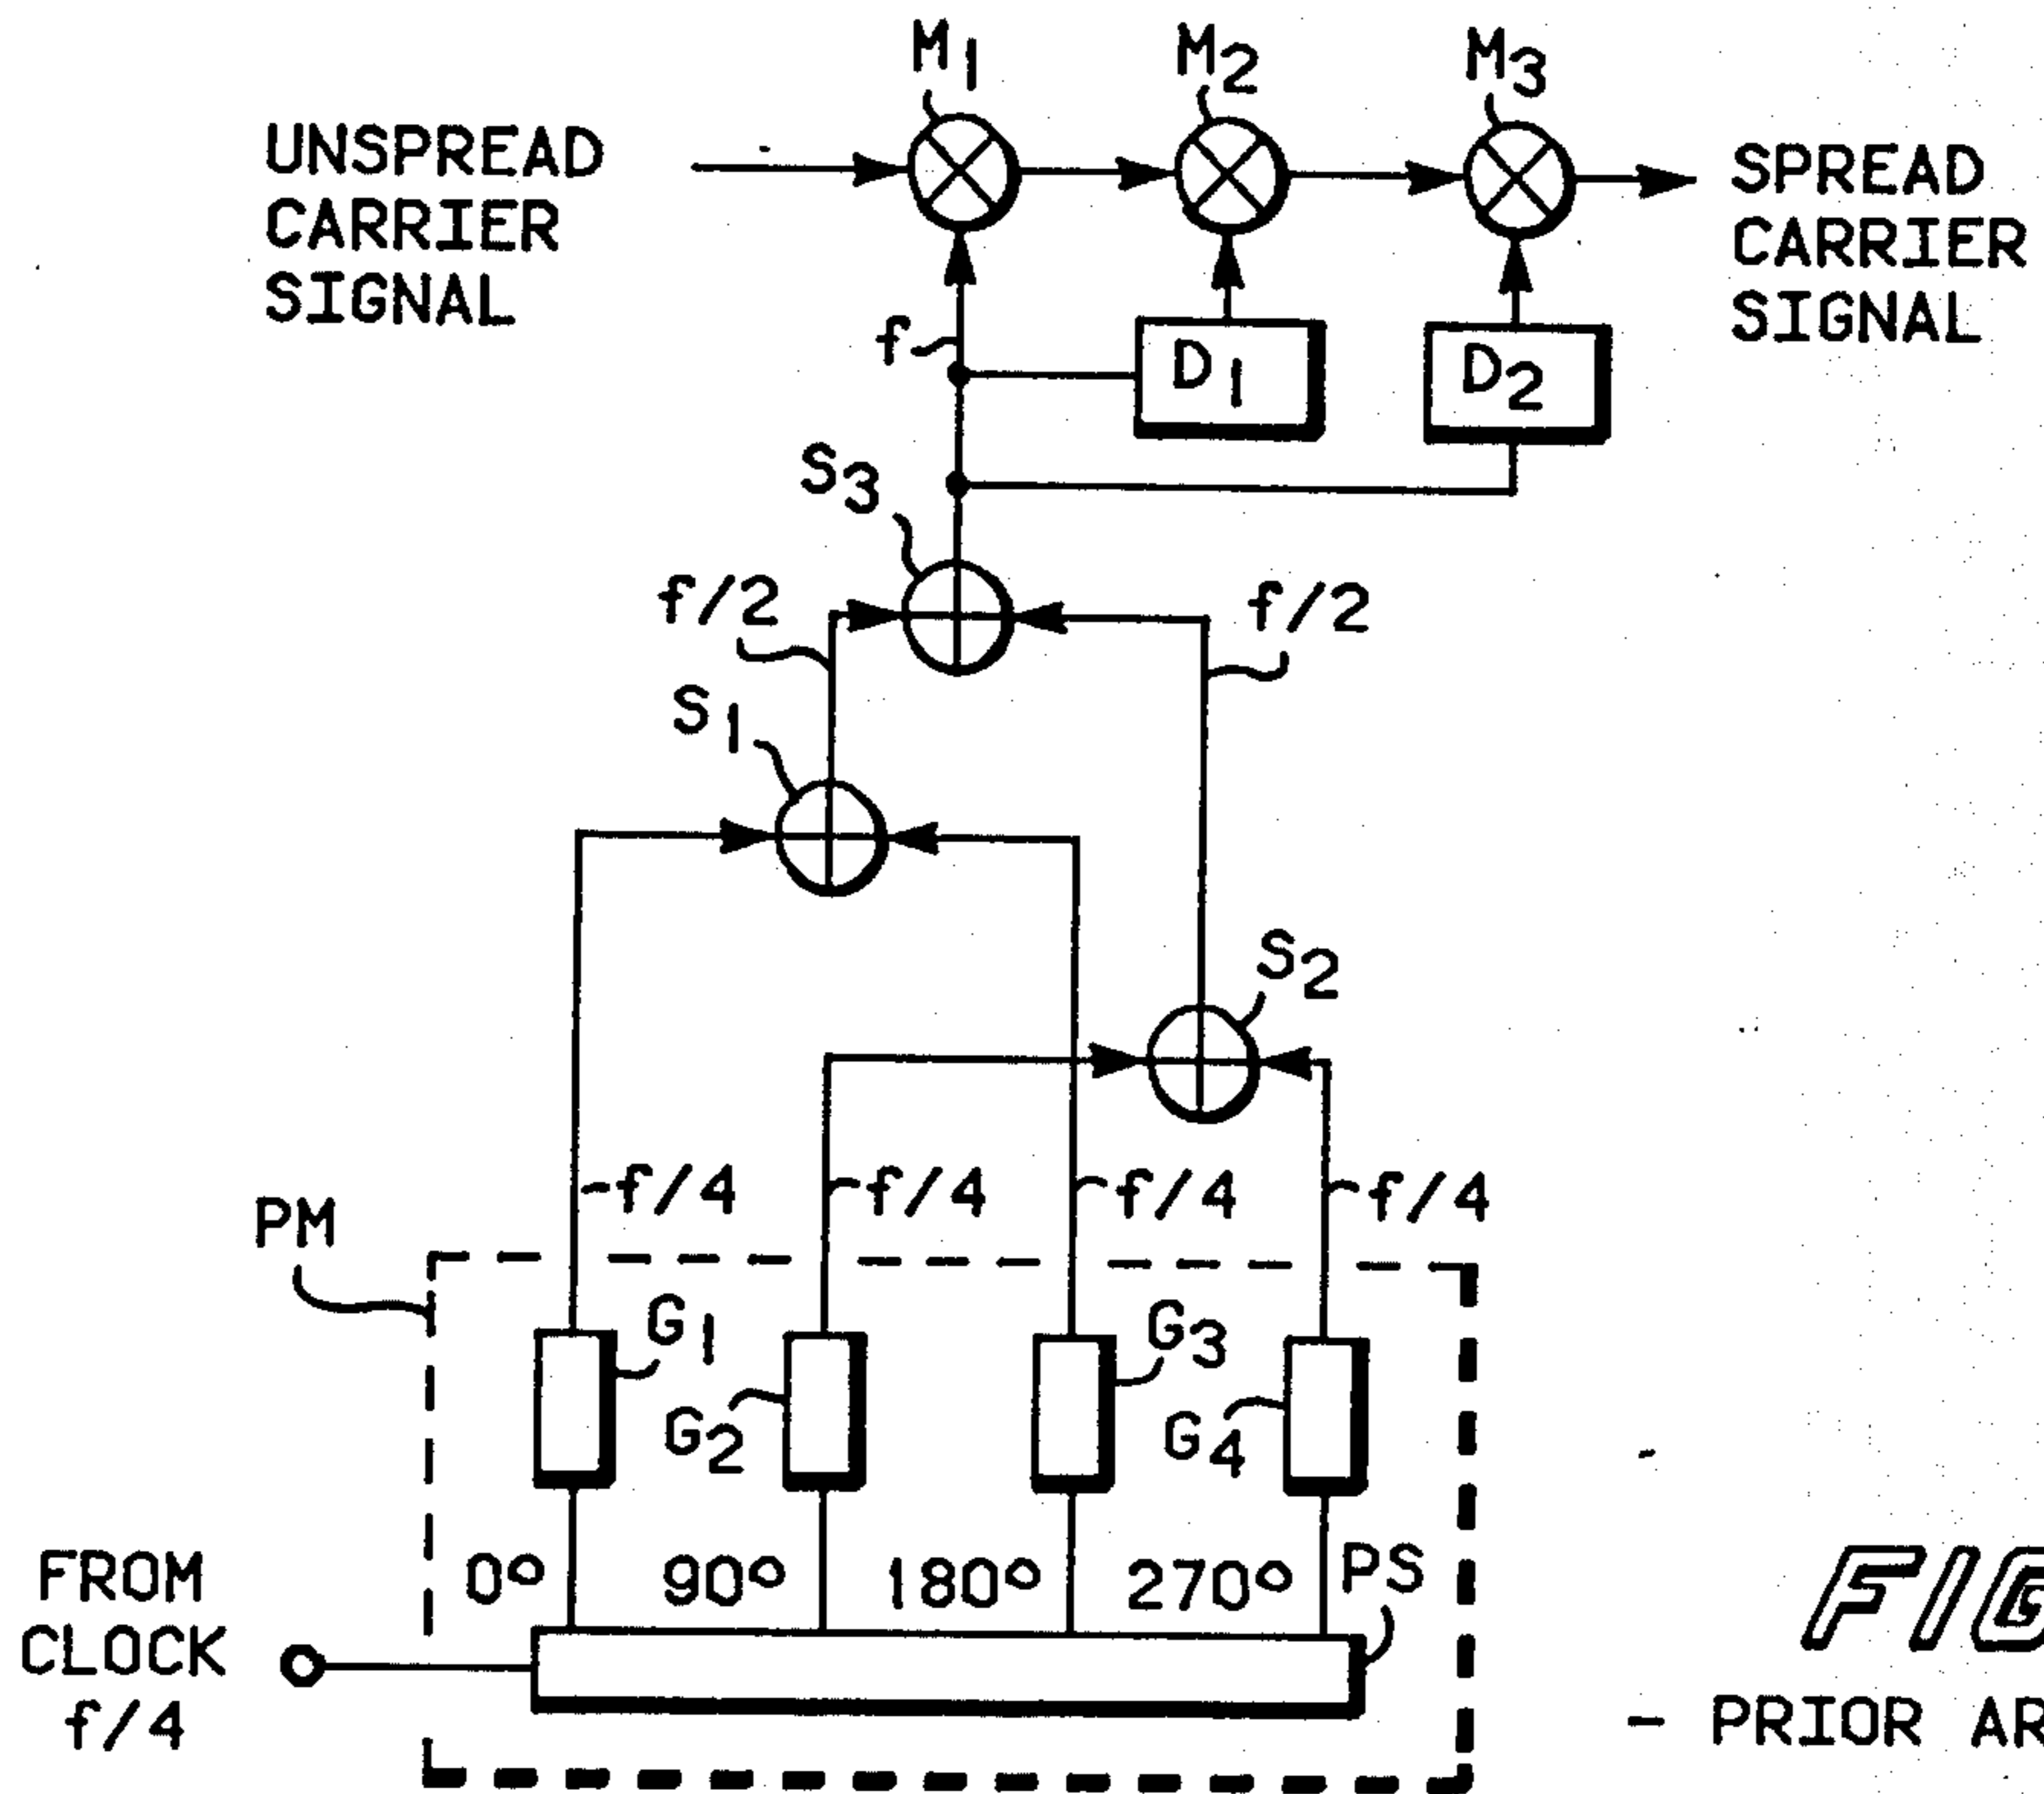 M1
M2
M3
UNSPREAD
CARRIER
SIGNAL
SPREAD
CARRIER
SIGNAL
f
D1
D2
S3
f/2
f/2
S1
S2
f/4
f/4
f/4
f/4
PM
G1
G2
G3
G4
FROM
CLOCK
f/4
0°
90°
180°
270°
PS
FIG
- PRIOR AR